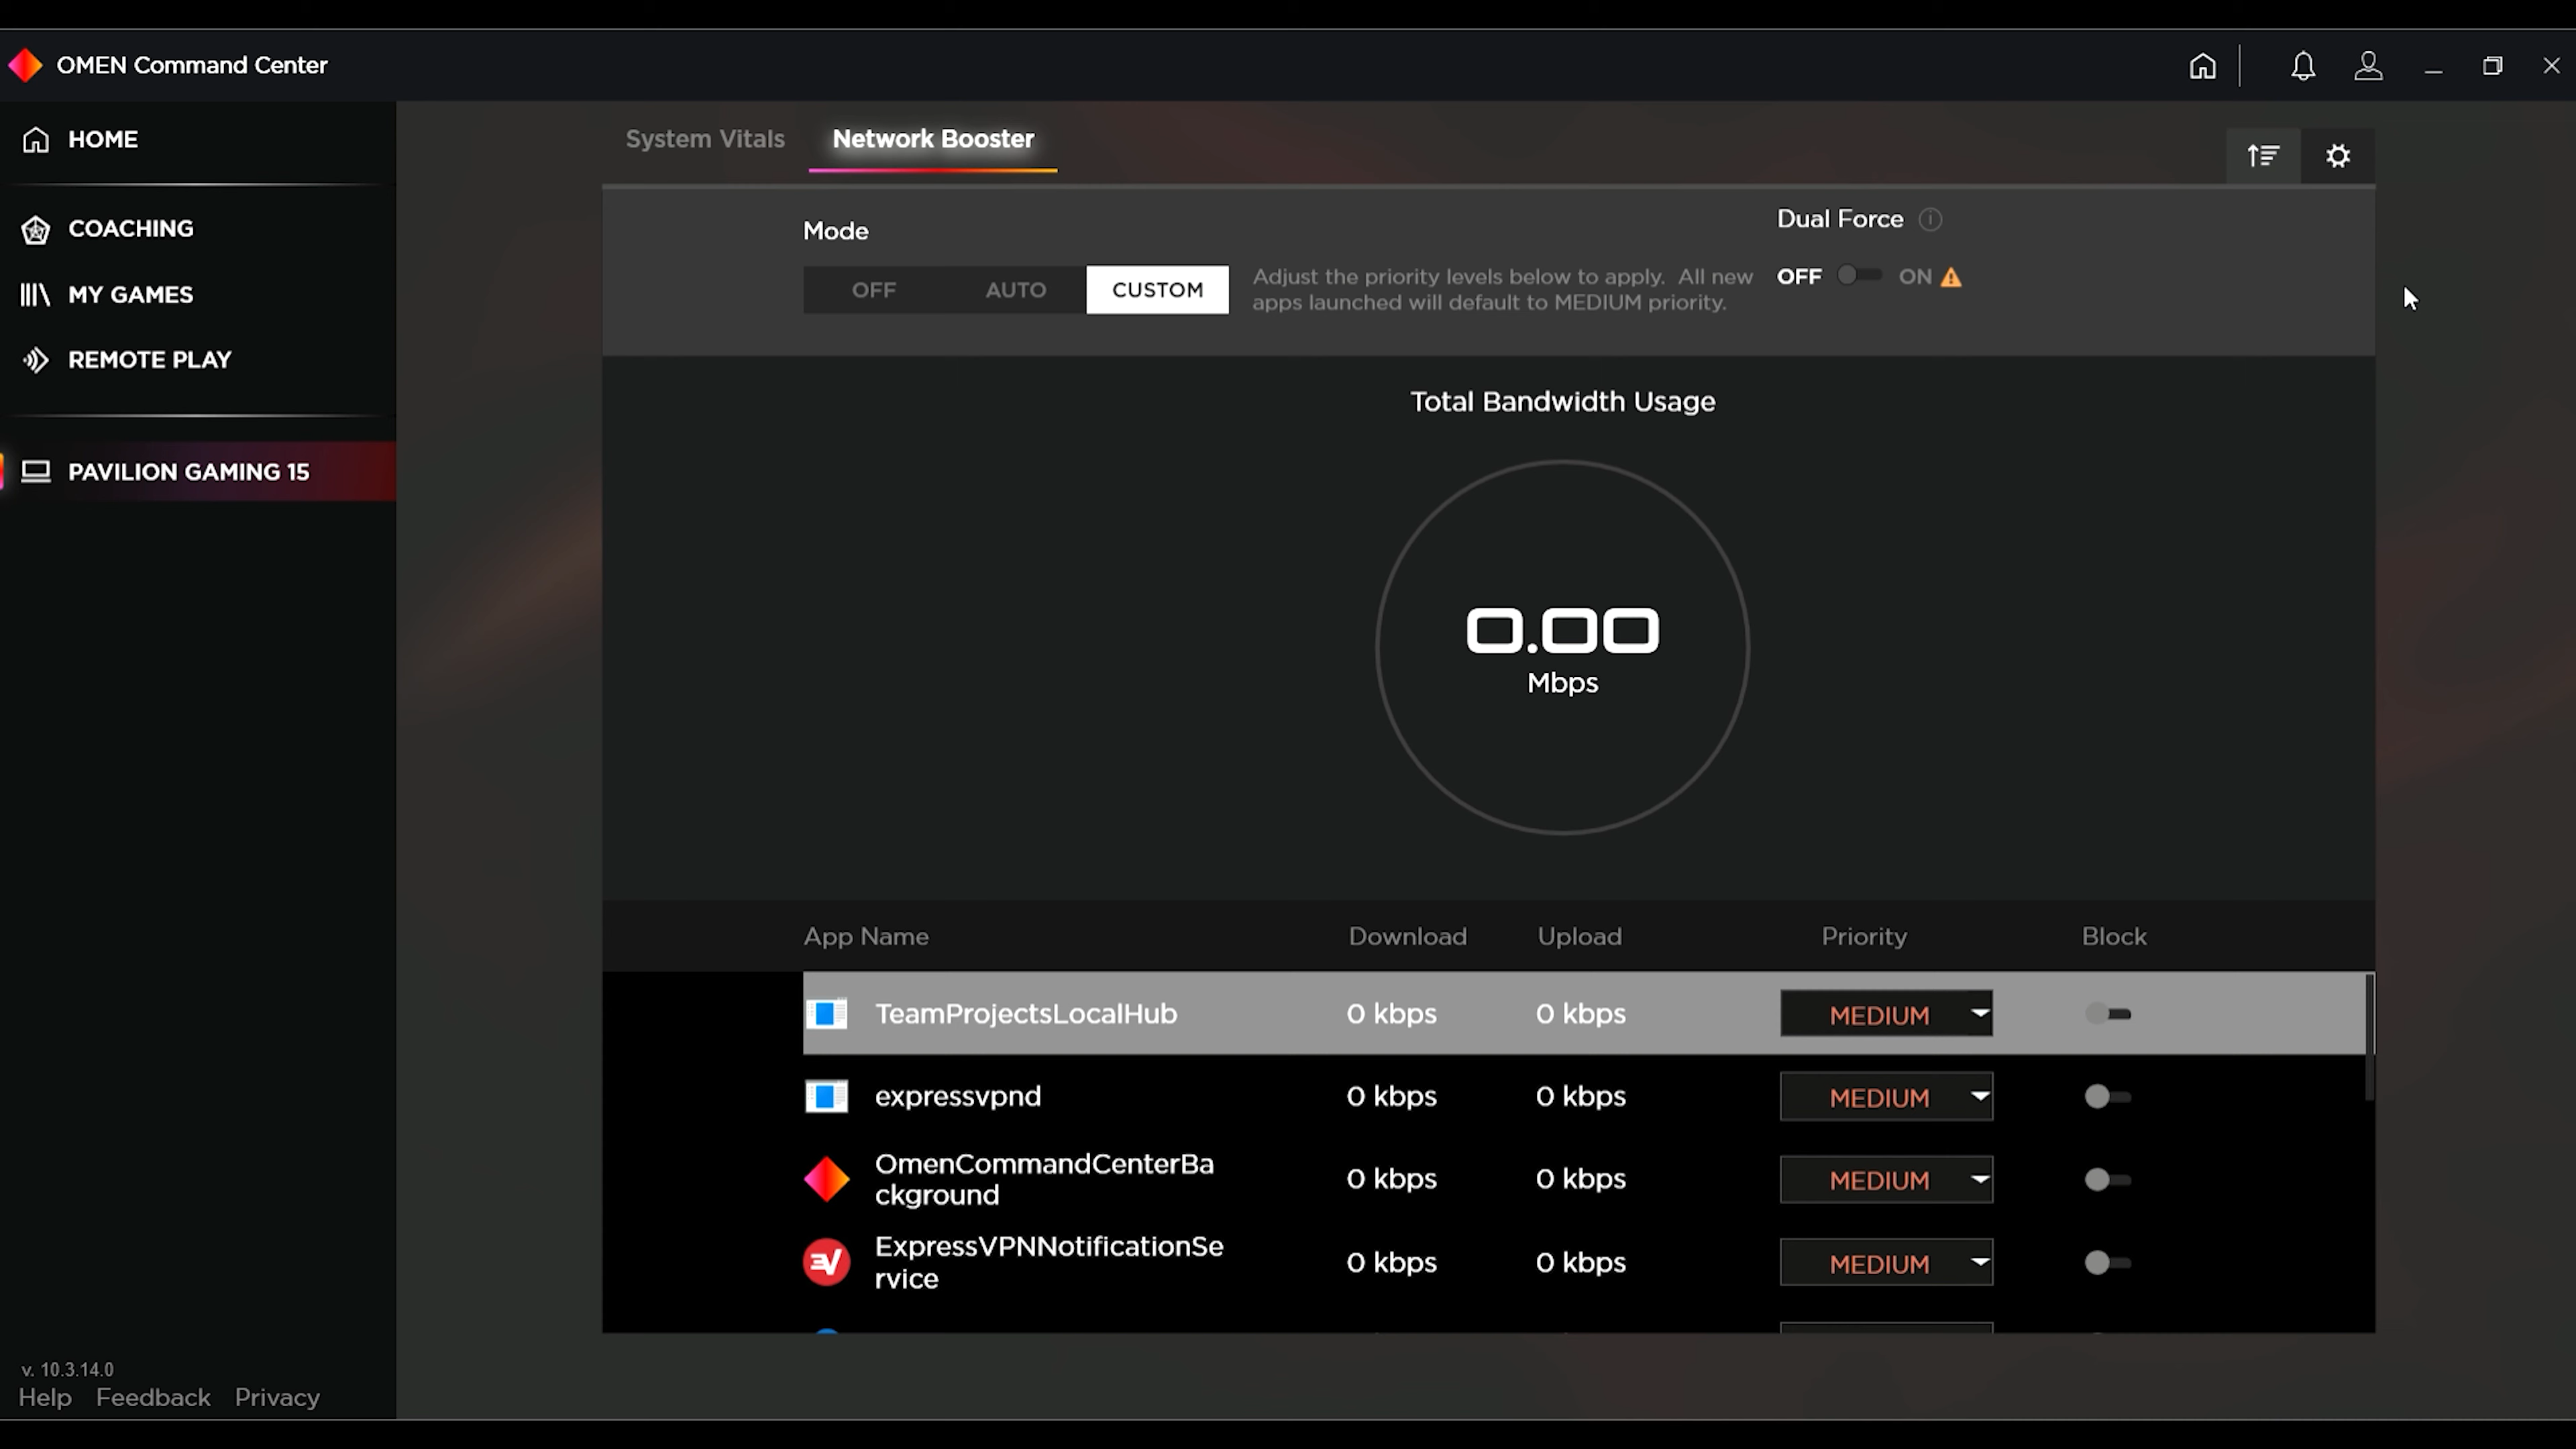 OMEN Command Center
HOME
COACHING
MY GAMES
REMOTE PLAY
PAVILION GAMING 15
v. 10.3.14.0
Help Feedback Privacy
System Vitals Network Booster
Mode
OFF AUTO CUSTOM
Adjust the priority levels below to apply. All new
apps launched will default to MEDIUM priority.
Dual Force
OFF ON
Total Bandwidth Usage
0.00
Mbps
App Name Download Upload Priority Block
TeamProjectsLocalHub 0 kbps 0 kbps MEDIUM
expressvpnd 0 kbps 0 kbps MEDIUM
OmenCommandCenterBa
ckground 0 kbps 0 kbps MEDIUM
ExpressVPNNotificationSe
rvice 0 kbps 0 kbps MEDIUM